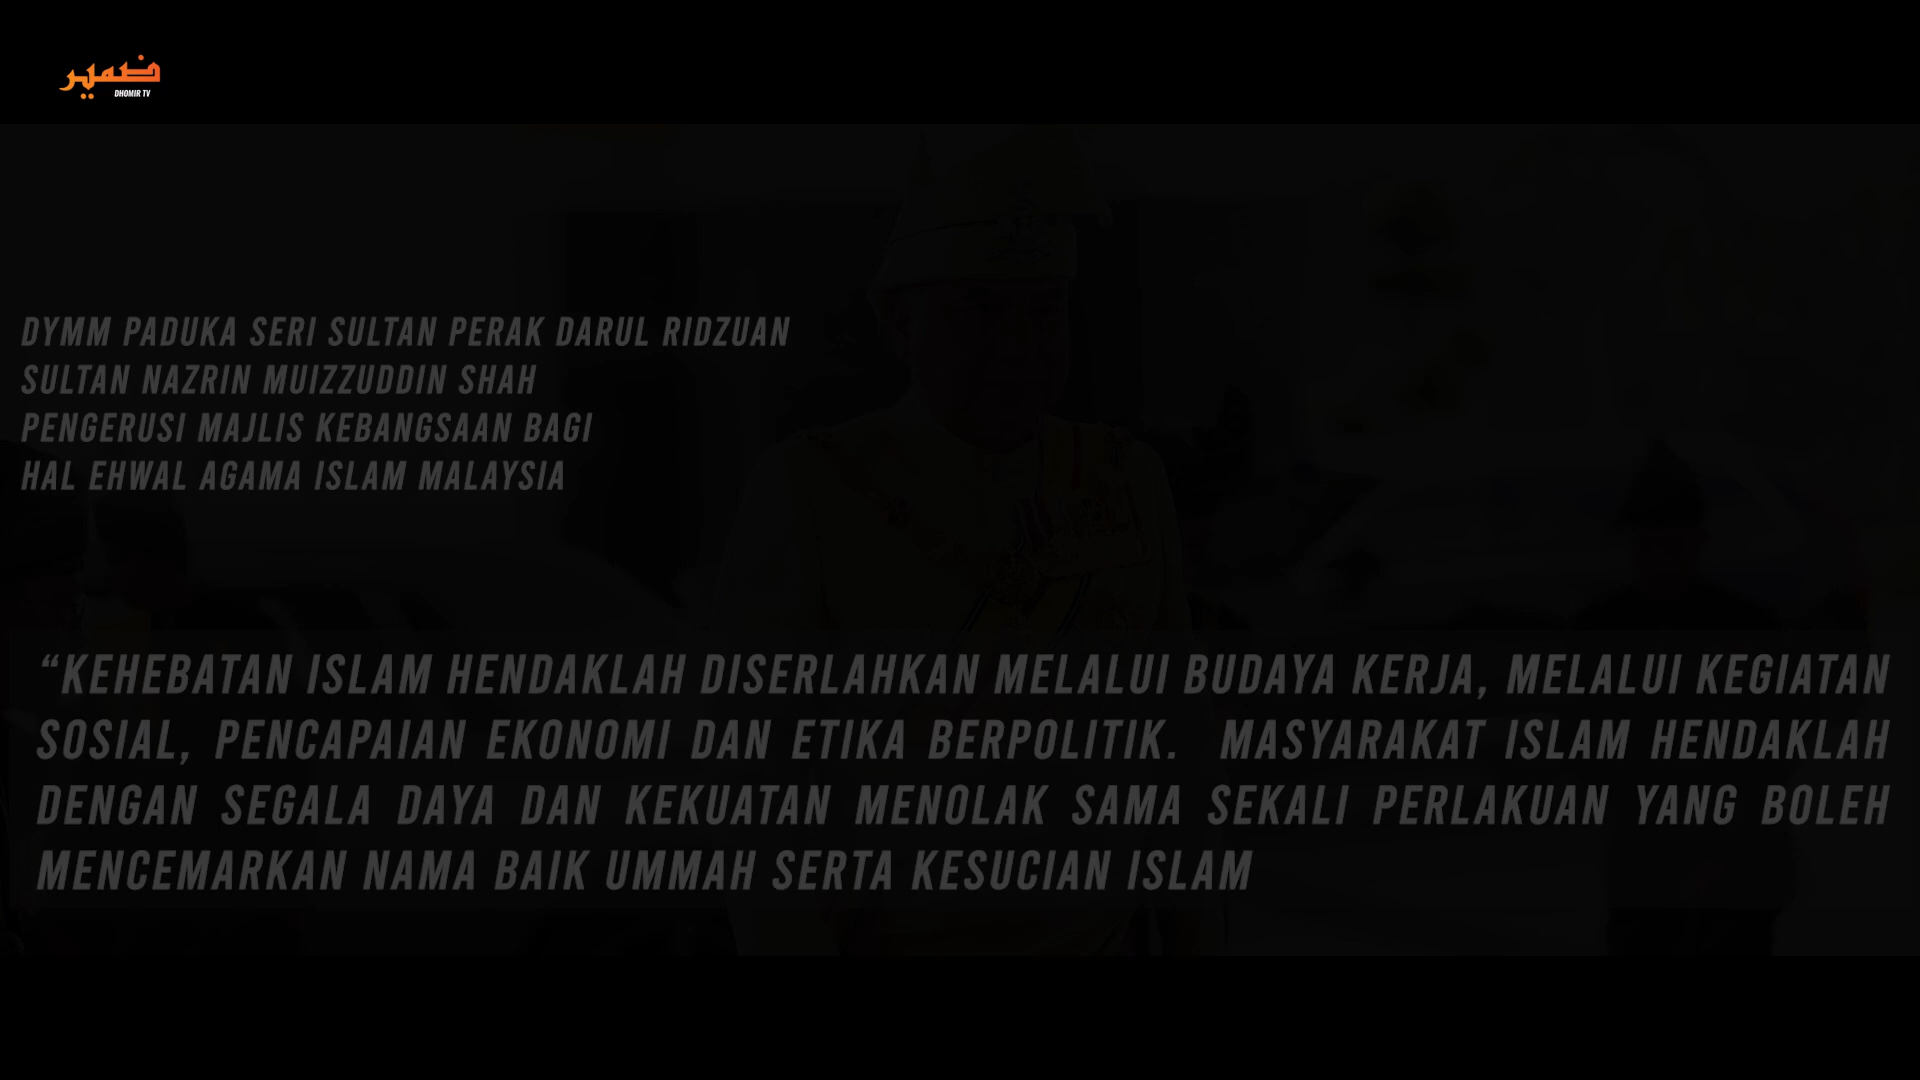 ضمير
DHOMIR TV
DYMM PADUKA SERI SULTAN PERAK DARUL RIDZUAN
SULTAN NAZRIN MUIZZUDDIN SHAH
PENGERUSI MAJLIS KEBANGSAAN BAGI
HAL EHWAL AGAMA ISLAM MALAYSIA
“KEHEBATAN ISLAM HENDAKLAH DISERLAHKAN MELALUI BUDAYA KERJA, MELALUI KEGIATAN
SOSIAL, PENCAPAIAN EKONOMI DAN ETIKA BERPOLITIK. MASYARAKAT ISLAM HENDAKLAH
DENGAN SEGALA DAYA DAN KEKUATAN MENOLAK SAMA SEKALI PERLAKUAN YANG BOLEH
MENCEMARKAN NAMA BAIK UMMAH SERTA KESUCIAN ISLAM